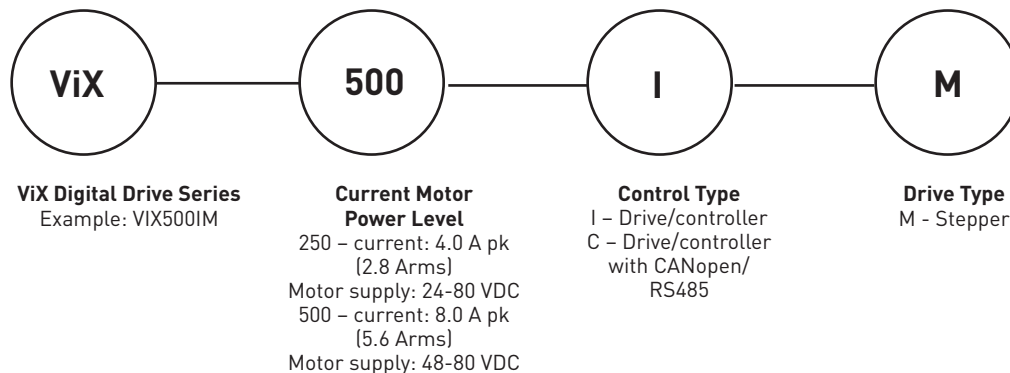 ViX
500
I
M
ViX Digital Drive Series
Example: VIX500IM
Current Motor
Power Level
250 – current: 4.0 A pk
(2.8 Arms)
Motor supply: 24-80 VDC
500 – current: 8.0 A pk
(5.6 Arms)
Motor supply: 48-80 VDC
Control Type
I – Drive/controller
C – Drive/controller
with CANopen/
RS485
Drive Type
M - Stepper